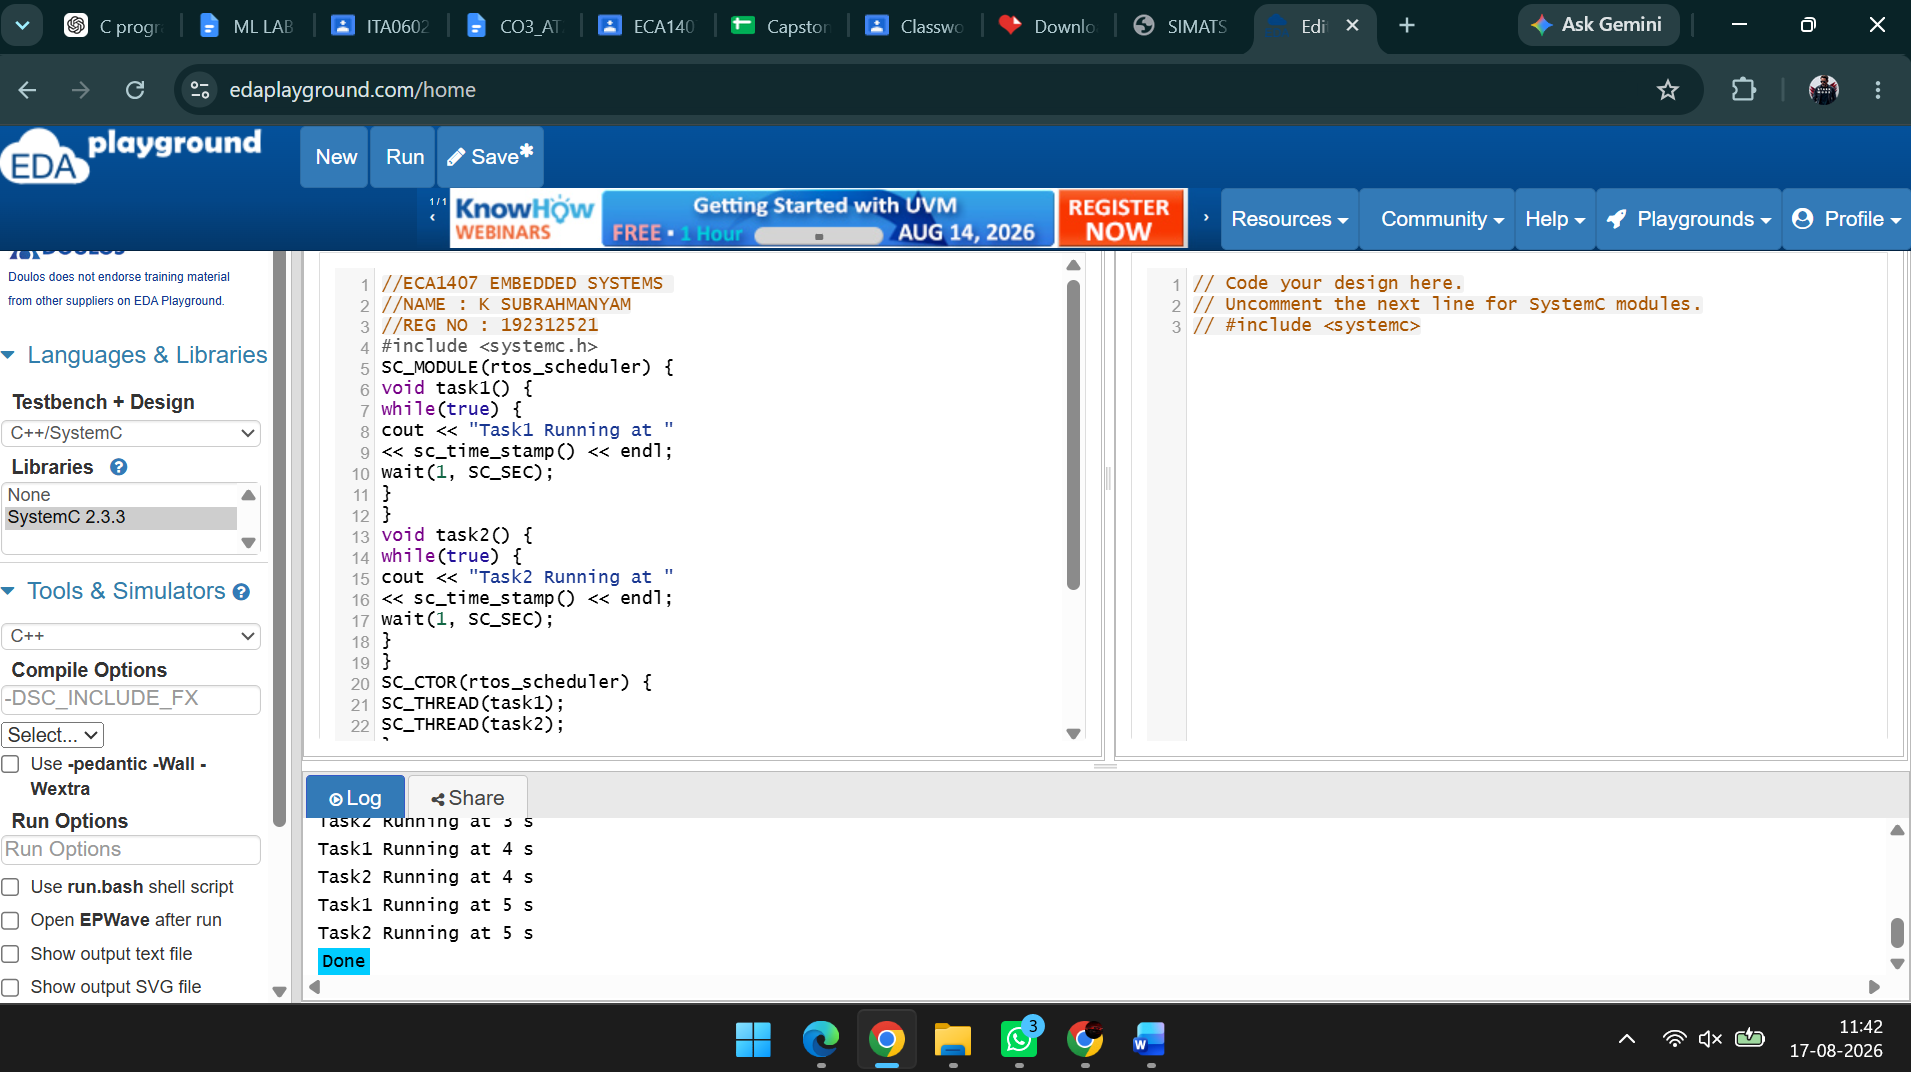 C progr
ML LAB
ITA0602
CO3_AT
ECA140
Capston
Classwo
Downlo
SIMATS
Edi
Ask Gemini
edaplayground.com/home
EDA playground
New
Run
Save*
1/1
KnowHow
WEBINARS
Getting Started with UVM
FREE • 1 Hour
AUG 14, 2026
REGISTER
NOW
Resources
Community
Help
Playgrounds
Profile
DOULOS
Doulos does not endorse training material
from other suppliers on EDA Playground.
Languages & Libraries
Testbench + Design
C++/SystemC
Libraries
None
SystemC 2.3.3
Tools & Simulators
C++
Compile Options
-DSC_INCLUDE_FX
Select...
Use -pedantic -Wall -
Wextra
Run Options
Run Options
Use run.bash shell script
Open EPWave after run
Show output text file
Show output SVG file
1 //ECA1407 EMBEDDED SYSTEMS
2 //NAME : K SUBRAHMANYAM
3 //REG NO : 192312521
4 #include <systemc.h>
5 SC_MODULE(rtos_scheduler) {
6 void task1() {
7 while(true) {
8 cout << "Task1 Running at "
9 << sc_time_stamp() << endl;
10 wait(1, SC_SEC);
11 }
12 }
13 void task2() {
14 while(true) {
15 cout << "Task2 Running at "
16 << sc_time_stamp() << endl;
17 wait(1, SC_SEC);
18 }
19 }
20 SC_CTOR(rtos_scheduler) {
21 SC_THREAD(task1);
22 SC_THREAD(task2);
1 // Code your design here.
2 // Uncomment the next line for SystemC modules.
3 // #include <systemc>
Log
Share
Task2 Running at 3 s
Task1 Running at 4 s
Task2 Running at 4 s
Task1 Running at 5 s
Task2 Running at 5 s
Done
3
11:42
17-08-2026